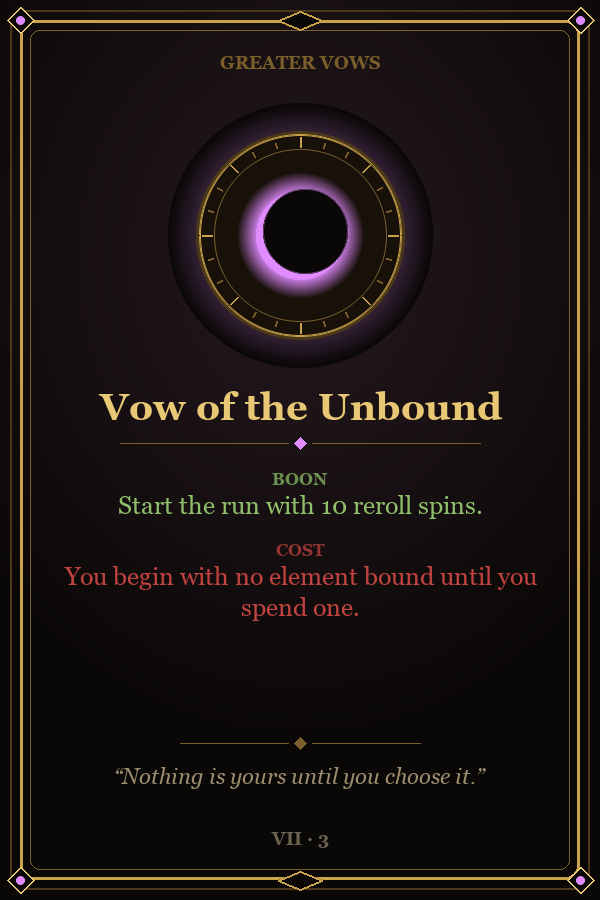 GREATER VOWS
Vow of the Unbound
BOON
Start the run with 10 reroll spins.
COST
You begin with no element bound until you
spend one.
“Nothing is yours until you choose it.”
VII · 3